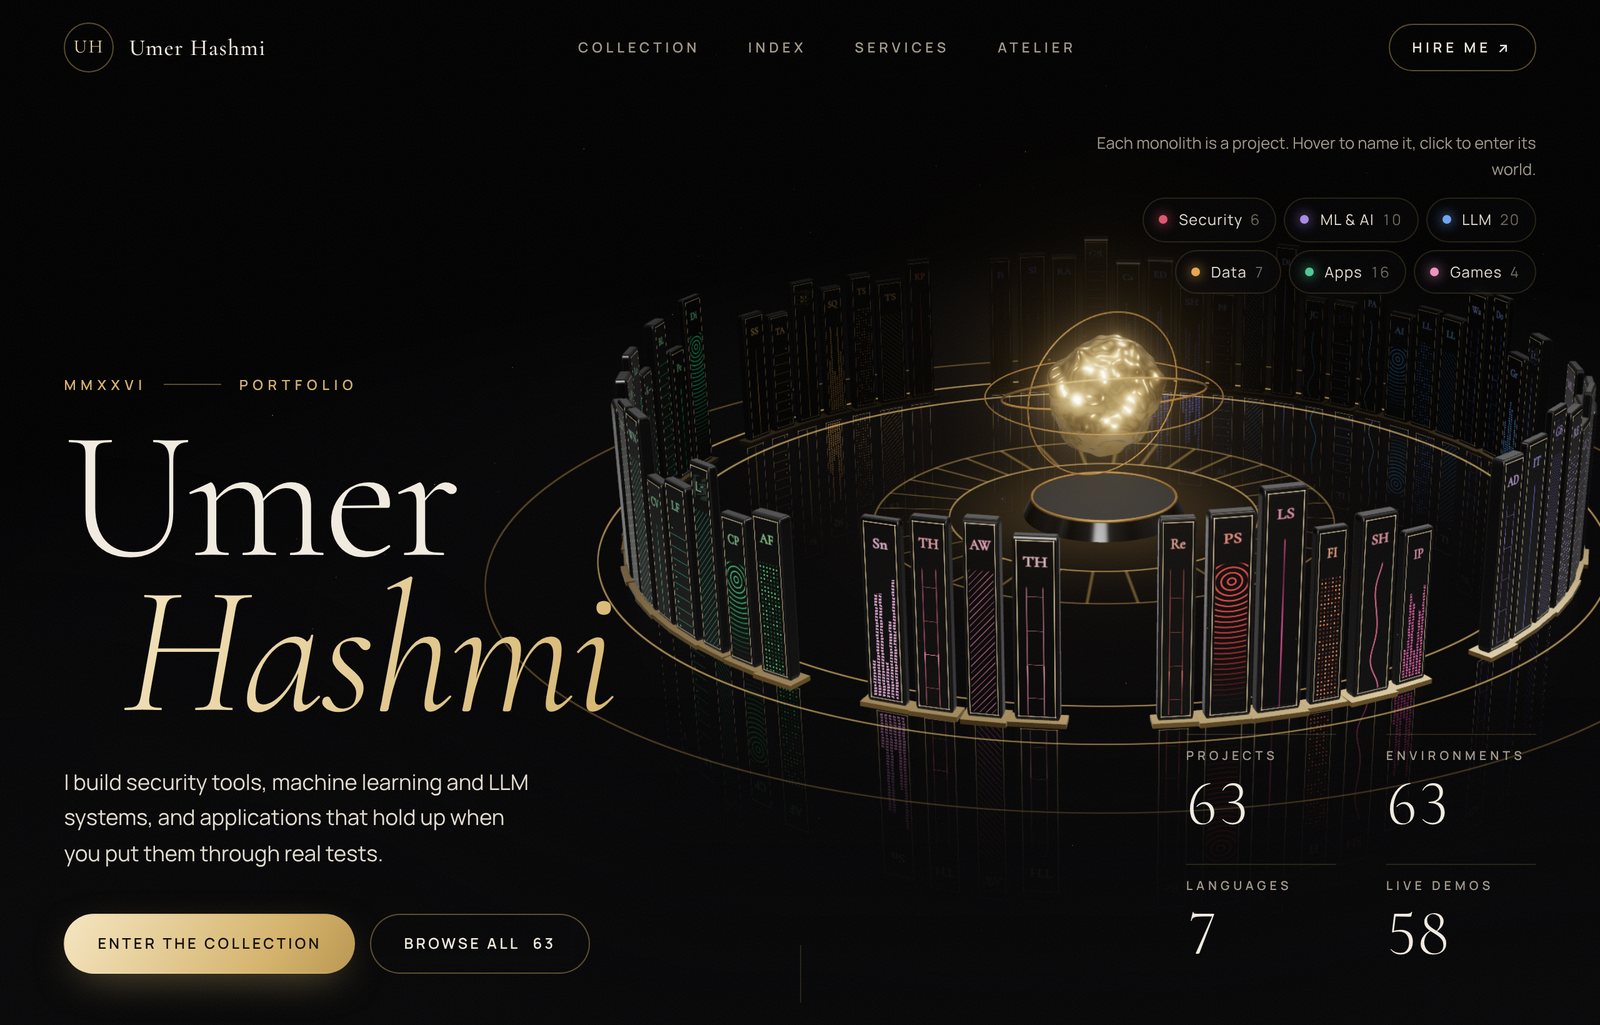 UH Umer Hashmi
COLLECTION INDEX SERVICES ATELIER
HIRE ME ↗
Each monolith is a project. Hover to name it, click to enter its
world.
Security 6 ML & AI 10 LLM 20
Data 7 Apps 16 Games 4
MMXXVI PORTFOLIO
Umer
Hashmi
I build security tools, machine learning and LLM
systems, and applications that hold up when
you put them through real tests.
ENTER THE COLLECTION BROWSE ALL 63
CP AF Sn TH AW TH Re PS LS FI SH IP AD
PROJECTS ENVIRONMENTS
63 63
LANGUAGES LIVE DEMOS
7 58